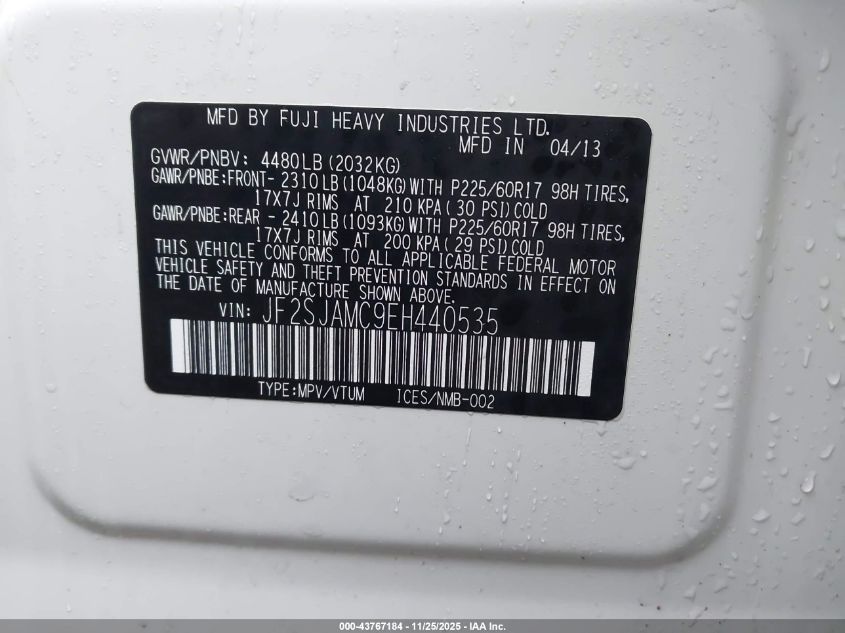 MFD BY FUJI HEAVY INDUSTRIES LTD.
MFD IN 04/13
GVWR/PNBV: 4480LB (2032KG)
GAWR/PNBE:FRONT- 2310LB (1048KG) WITH P225/60R17 98H TIRES,
17X7J RIMS AT 210 KPA ( 30 PSI) COLD
GAWR/PNBE:REAR - 2410LB (1093KG) WITH P225/60R17 98H TIRES,
17X7J RIMS AT 200 KPA ( 29 PSI) COLD
THIS VEHICLE CONFORMS TO ALL APPLICABLE FEDERAL MOTOR
VEHICLE SAFETY AND THEFT PREVENTION STANDARDS IN EFFECT ON
THE DATE OF MANUFACTURE SHOWN ABOVE.
VIN: JF2SJAMC9EH440535
TYPE:MPV/VTUM ICES/NMB-002
000-43767184 - 11/25/2025 - IAA Inc.